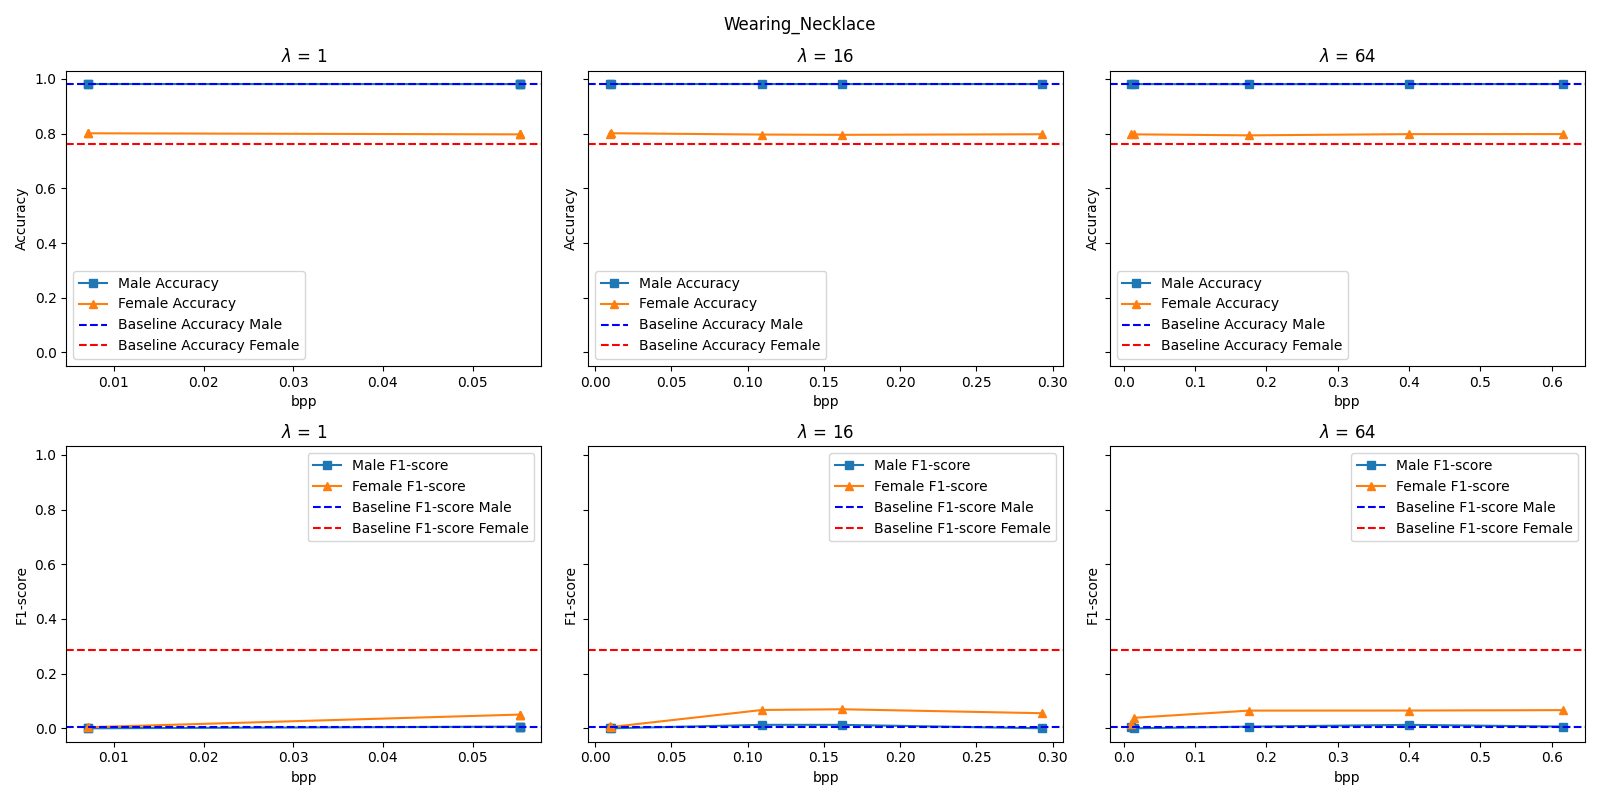 Wearing_Necklace
λ = 1
1.0
0.8
0.6
0.4
0.2
0.0
Accuracy
Male Accuracy
Female Accuracy
Baseline Accuracy Male
Baseline Accuracy Female
0.01 0.02 0.03 0.04 0.05
bpp
λ = 16
Accuracy
Male Accuracy
Female Accuracy
Baseline Accuracy Male
Baseline Accuracy Female
0.00 0.05 0.10 0.15 0.20 0.25 0.30
bpp
λ = 64
Accuracy
Male Accuracy
Female Accuracy
Baseline Accuracy Male
Baseline Accuracy Female
0.0 0.1 0.2 0.3 0.4 0.5 0.6
bpp
λ = 1
1.0
0.8
0.6
0.4
0.2
0.0
F1-score
Male F1-score
Female F1-score
Baseline F1-score Male
Baseline F1-score Female
0.01 0.02 0.03 0.04 0.05
bpp
λ = 16
F1-score
Male F1-score
Female F1-score
Baseline F1-score Male
Baseline F1-score Female
0.00 0.05 0.10 0.15 0.20 0.25 0.30
bpp
λ = 64
F1-score
Male F1-score
Female F1-score
Baseline F1-score Male
Baseline F1-score Female
0.0 0.1 0.2 0.3 0.4 0.5 0.6
bpp